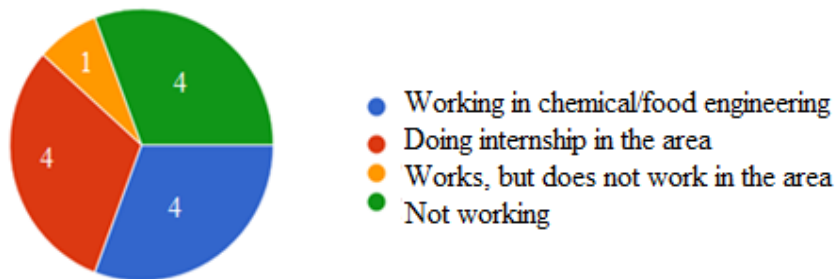 1
4
4
4
Working in chemical/food engineering
Doing internship in the area
Works, but does not work in the area
Not working